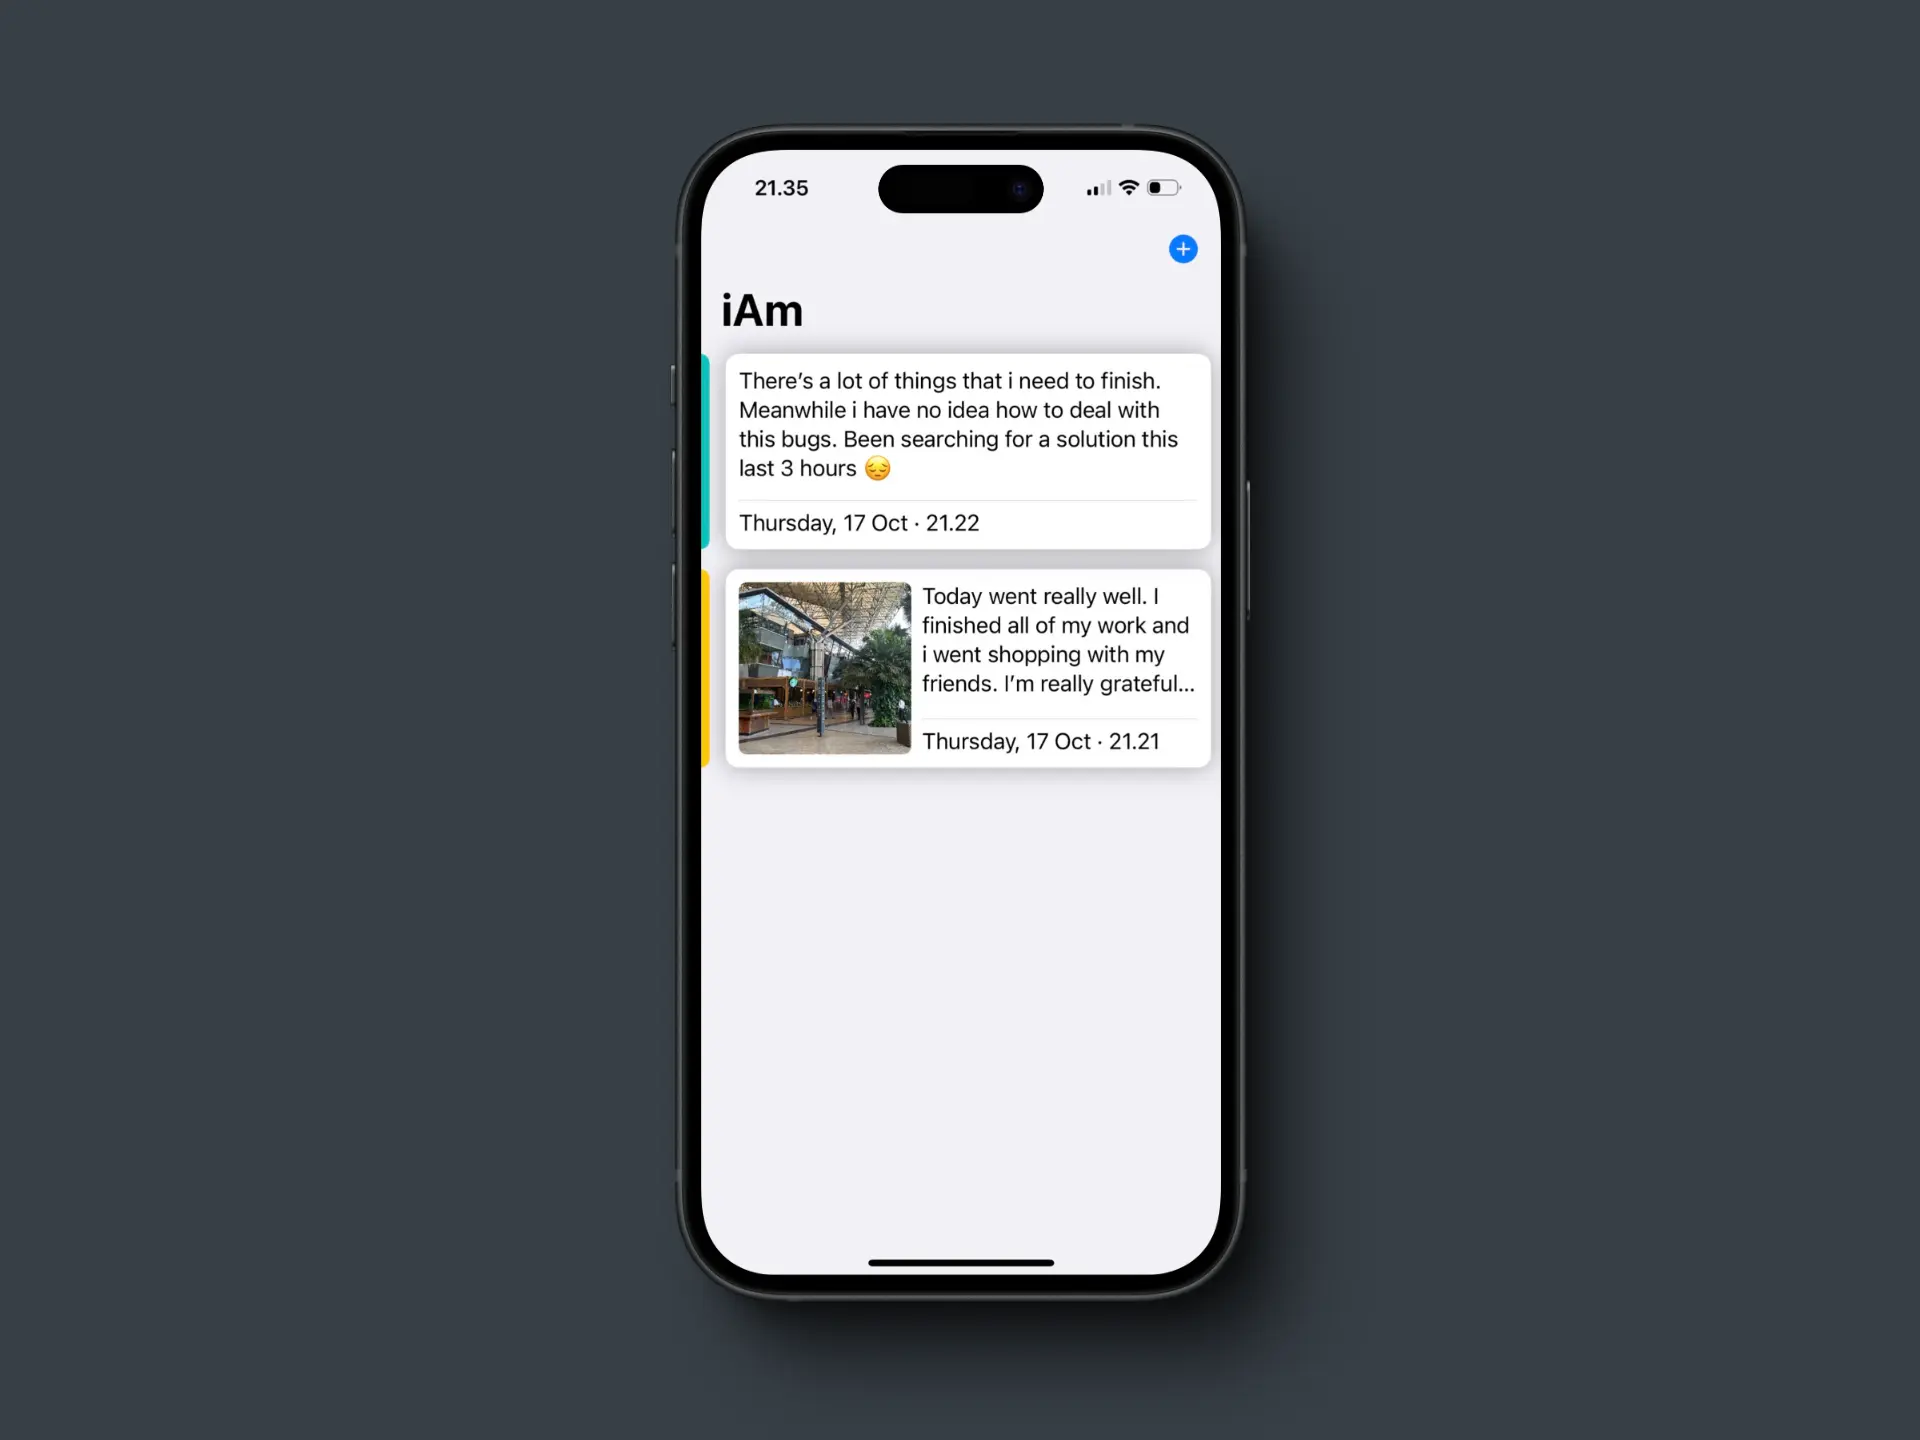 21.35
iAm
There’s a lot of things that i need to finish.
Meanwhile i have no idea how to deal with
this bugs. Been searching for a solution this
last 3 hours 😔
Thursday, 17 Oct · 21.22
Today went really well. I
finished all of my work and
i went shopping with my
friends. I’m really grateful...
Thursday, 17 Oct · 21.21